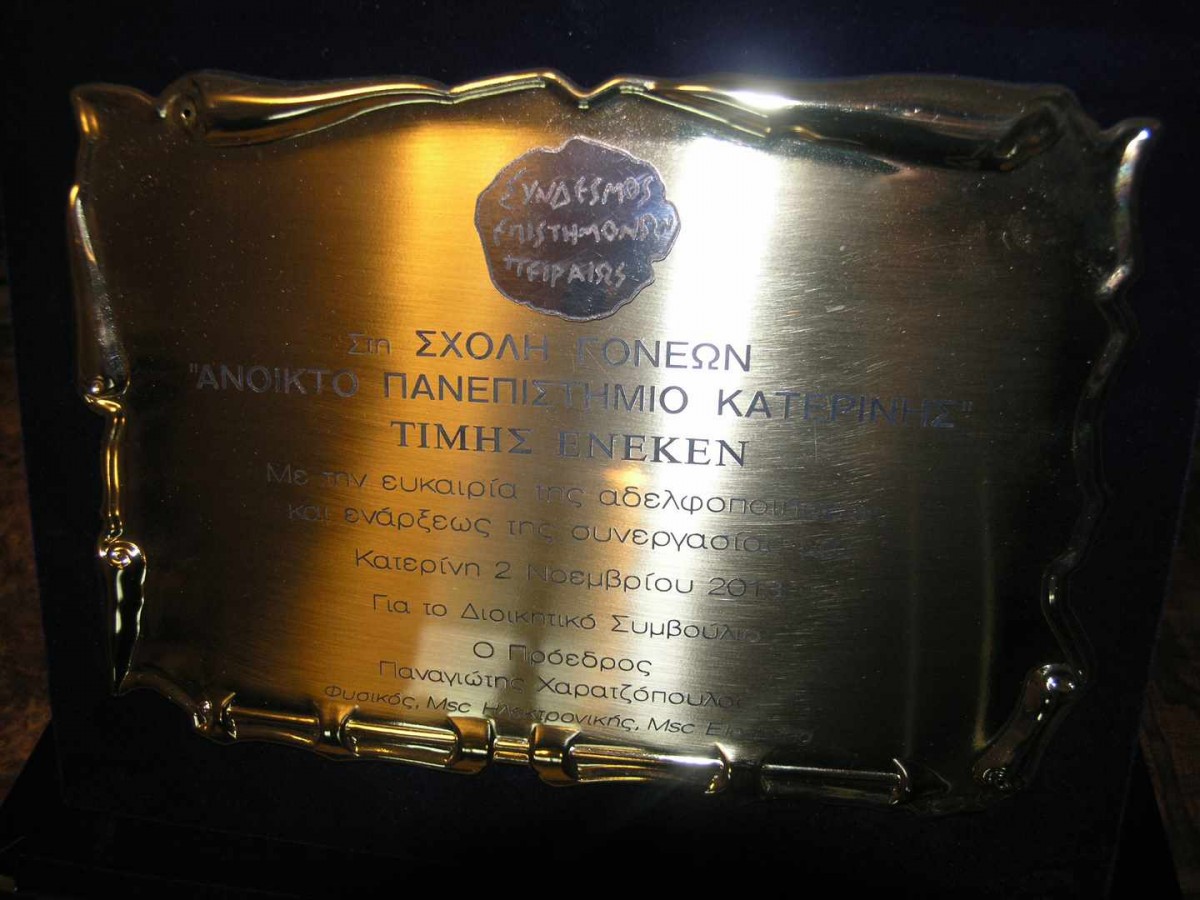 ΣΥΝΔΕΣΜΟΣ
ΕΠΙΣΤΗΜΟΝΩΝ
ΠΕΙΡΑΙΩΣ
Στη ΣΧΟΛΗ ΓΟΝΕΩΝ
"ΑΝΟΙΚΤΟ ΠΑΝΕΠΙΣΤΗΜΙΟ ΚΑΤΕΡΙΝΗΣ"
ΤΙΜΗΣ ΕΝΕΚΕΝ
Με την ευκαιρία της
και ενάρξεως της
Κατερίνη 2 Νοεμβρίου
Για το Διοικητικό Συμβούλιο
Ο Πρόεδρος
Παναγιώτης Χαρατζόπουλος
Φυσικός, Msc Ηλεκτρονικής, Msc